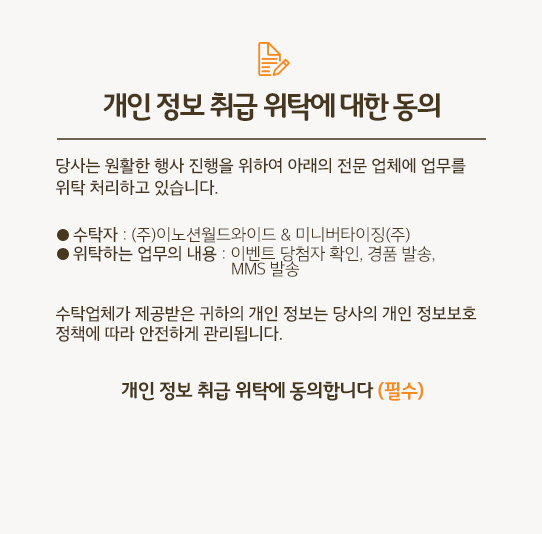 개인 정보 취급 위탁에 대한 동의
당사는 원활한 행사 진행을 위하여 아래의 전문 업체에 업무를
위탁 처리하고 있습니다.
● 수탁자 : (주)이노션월드와이드 & 미니버타이징(주)
● 위탁하는 업무의 내용 : 이벤트 당첨자 확인, 경품 발송,
MMS 발송
수탁업체가 제공받은 귀하의 개인 정보는 당사의 개인 정보보호
정책에 따라 안전하게 관리됩니다.
개인 정보 취급 위탁에 동의합니다 (필수)